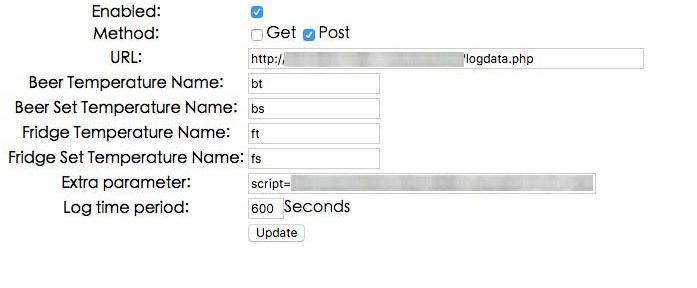 Enabled:
Method: Get Post
URL: http:// /logdata.php
Beer Temperature Name: bt
Beer Set Temperature Name: bs
Fridge Temperature Name: ft
Fridge Set Temperature Name: fs
Extra parameter: script=
Log time period: 600 Seconds
Update